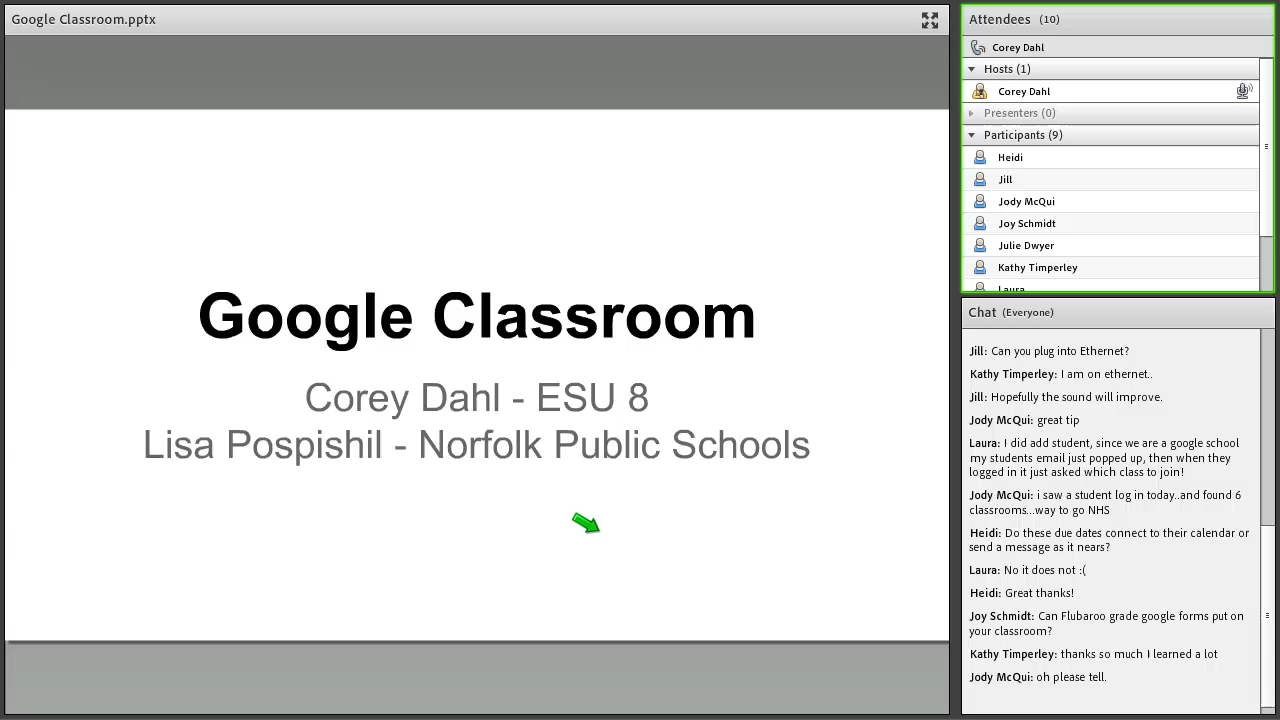 Google Classroom.pptx
Google Classroom
Corey Dahl - ESU 8
Lisa Pospishil - Norfolk Public Schools
Attendees (10)
Corey Dahl
Hosts (1)
Corey Dahl
Presenters (0)
Participants (9)
Heidi
Jill
Jody McQui
Joy Schmidt
Julie Dwyer
Kathy Timperley
Laura
Chat (Everyone)
Jill: Can you plug into Ethernet?
Kathy Timperley: I am on ethernet..
Jill: Hopefully the sound will improve.
Jody McQui: great tip
Laura: I did add student, since we are a google school
my students email just popped up, then when they
logged in it just asked which class to join!
Jody McQui: i saw a student log in today..and found 6
classrooms...way to go NHS
Heidi: Do these due dates connect to their calendar or
send a message as it nears?
Laura: No it does not :(
Heidi: Great thanks!
Joy Schmidt: Can Flubaroo grade google forms put on
your classroom?
Kathy Timperley: thanks so much I learned a lot
Jody McQui: oh please tell.